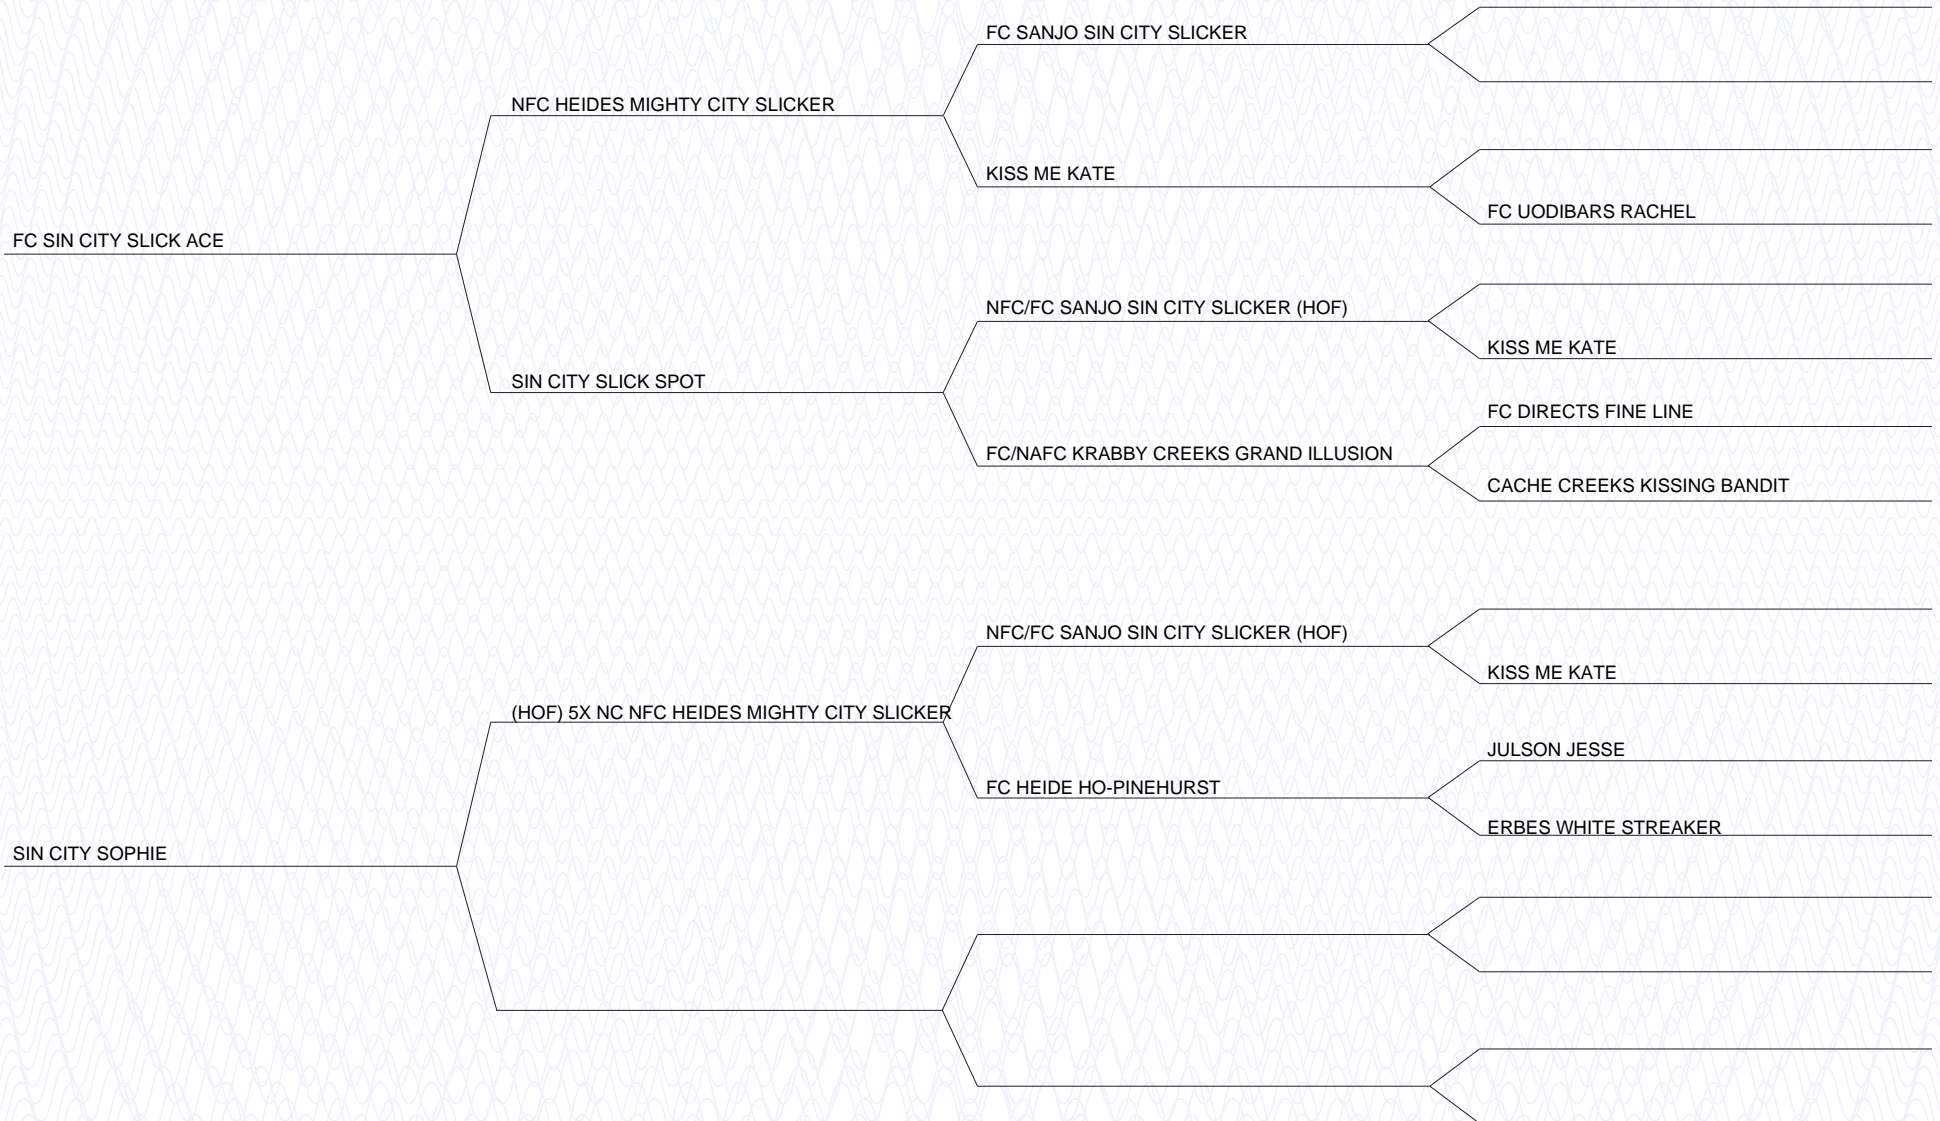 FC SANJO SIN CITY SLICKER
NFC HEIDES MIGHTY CITY SLICKER
KISS ME KATE
FC UODIBARS RACHEL
FC SIN CITY SLICK ACE
NFC/FC SANJO SIN CITY SLICKER (HOF)
KISS ME KATE
SIN CITY SLICK SPOT
FC DIRECTS FINE LINE
FC/NAFC KRABBY CREEKS GRAND ILLUSION
CACHE CREEKS KISSING BANDIT
NFC/FC SANJO SIN CITY SLICKER (HOF)
KISS ME KATE
(HOF) 5X NC NFC HEIDES MIGHTY CITY SLICKER
JULSON JESSE
FC HEIDE HO-PINEHURST
ERBES WHITE STREAKER
SIN CITY SOPHIE